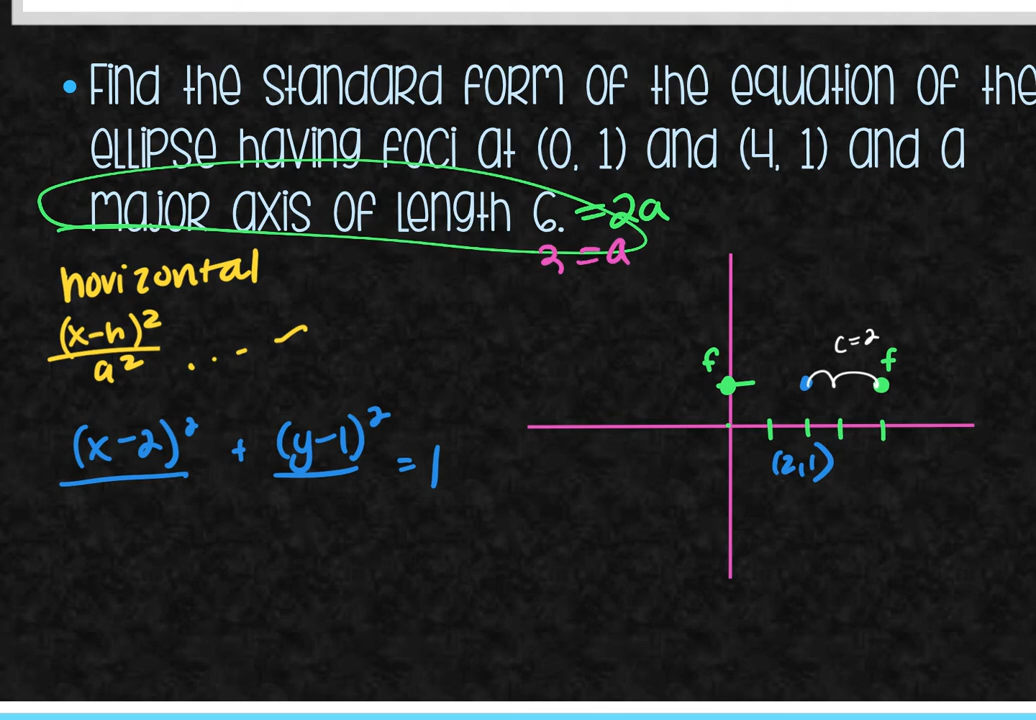 • Find the standard form of the equation of the
ellipse having foci at (0, 1) and (4, 1) and a
major axis of length 6. = 2a
3 = a
horizontal
(x-h)²
a² ...
(x-2)² + (y-1)² = 1
c=2
f
f
(2,1)